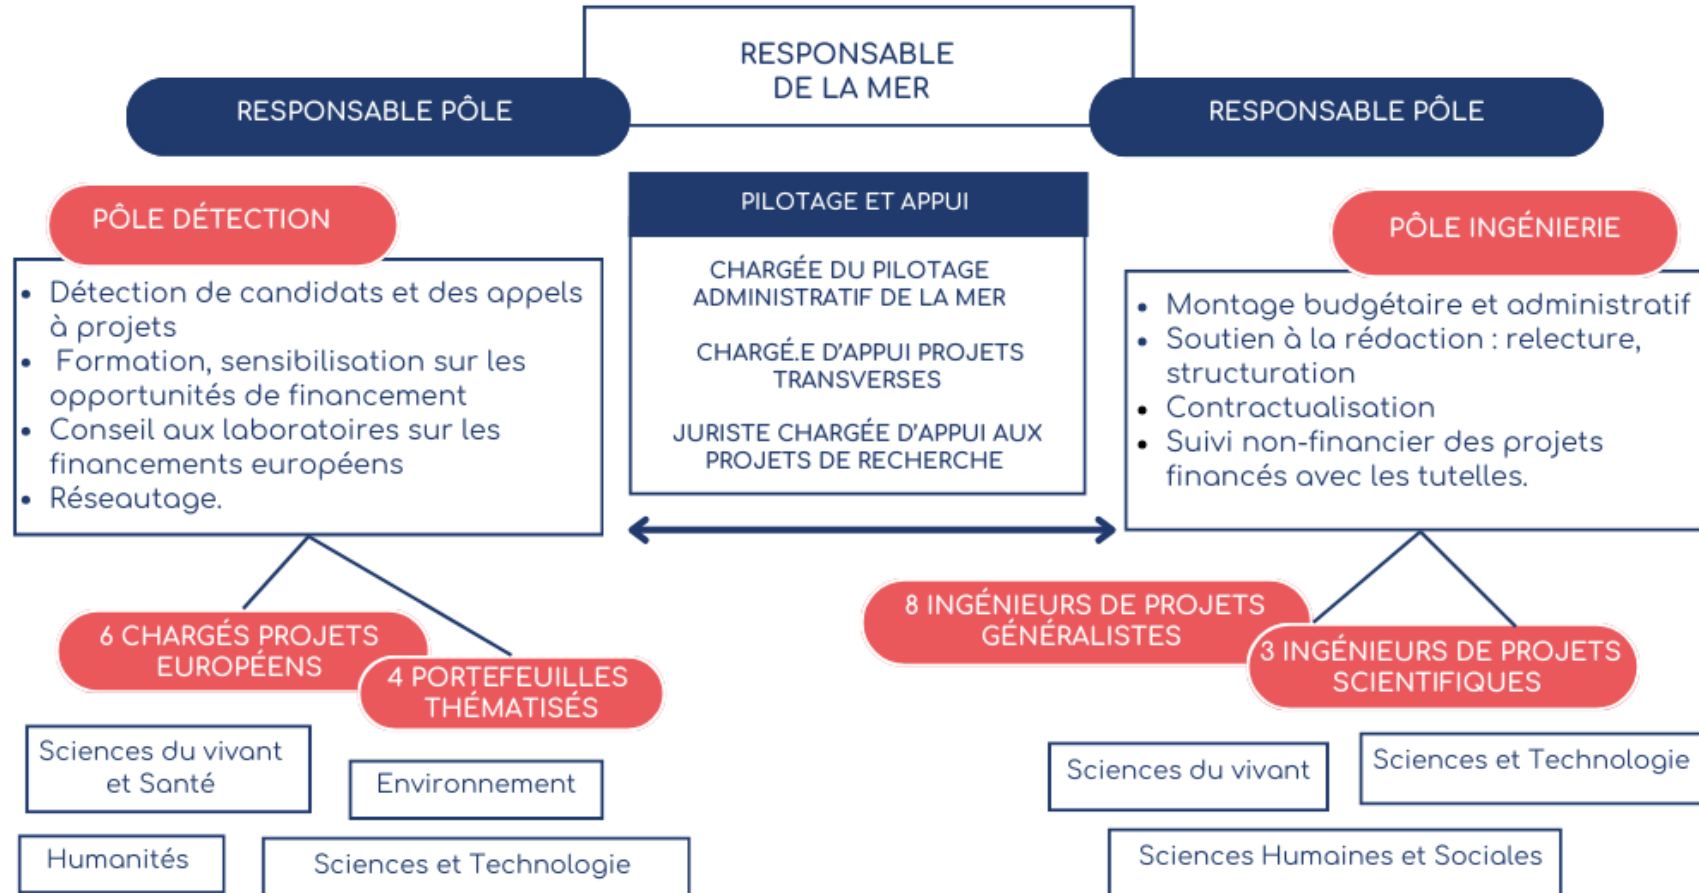 RESPONSABLE
DE LA MER
RESPONSABLE PÔLE
RESPONSABLE PÔLE
PÔLE DÉTECTION
• Détection de candidats et des appels
à projets
• Formation, sensibilisation sur les
opportunités de financement
• Conseil aux laboratoires sur les
financements européens
• Réseautage.
PILOTAGE ET APPUI
CHARGÉE DU PILOTAGE
ADMINISTRATIF DE LA MER
CHARGÉ.E D'APPUI PROJETS
TRANSVERSES
JURISTE CHARGÉE D'APPUI AUX
PROJETS DE RECHERCHE
PÔLE INGÉNIERIE
• Montage budgétaire et administratif
• Soutien à la rédaction : relecture,
structuration
• Contractualisation
• Suivi non-financier des projets
financés avec les tutelles.
6 CHARGÉS PROJETS
EUROPÉENS
4 PORTEFEUILLES
THÉMATISÉS
Sciences du vivant
et Santé
Environnement
Humanités
Sciences et Technologie
8 INGÉNIEURS DE PROJETS
GÉNÉRALISTES
3 INGÉNIEURS DE PROJETS
SCIENTIFIQUES
Sciences du vivant
Sciences et Technologie
Sciences Humaines et Sociales